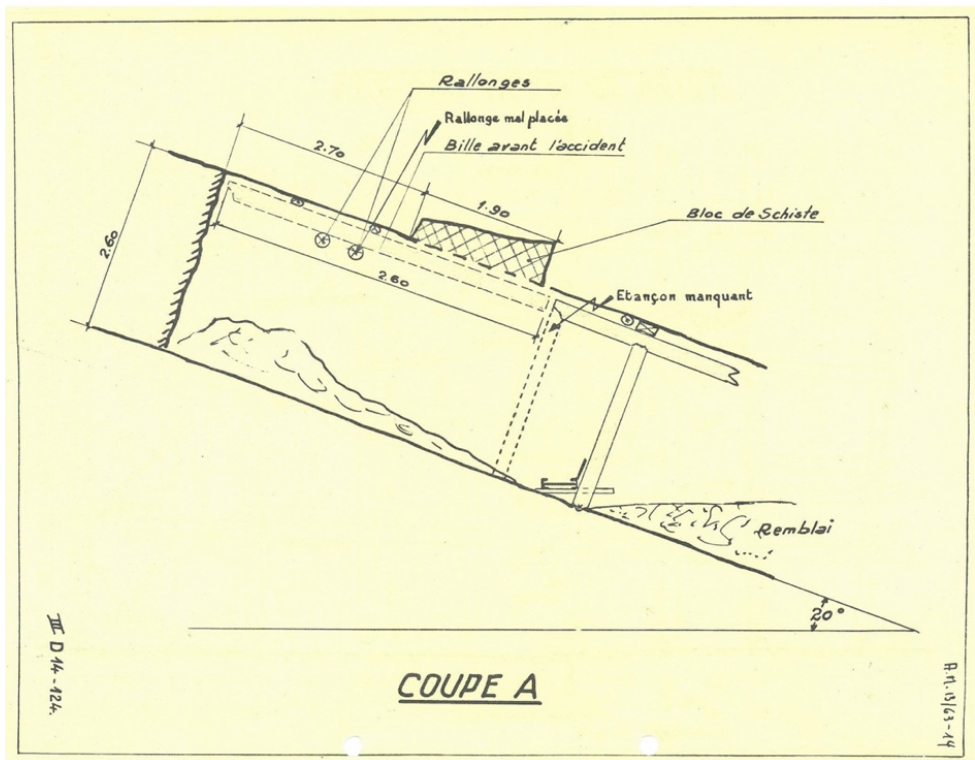 Rallonges
Rallonge mal placée
Bille avant l'accident
2.70
1.90
Bloc de Schiste
2.60
2.60
Etançon manquant
Remblai
20°
III D 14-124.
COUPE A
A.M. 13/63-14